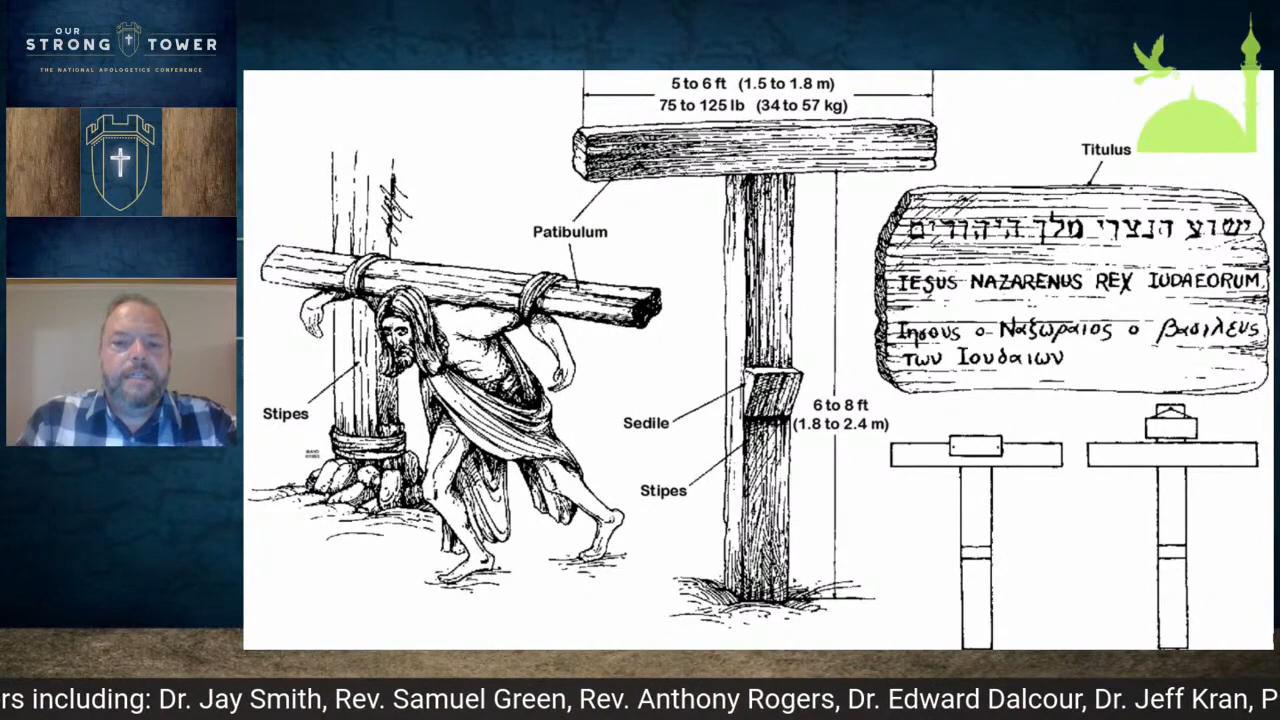 OUR
STRONG TOWER
THE NATIONAL APOLOGETICS CONFERENCE
5 to 6 ft (1.5 to 1.8 m)
75 to 125 lb (34 to 57 kg)
Titulus
Patibulum
ישוע הנצרי מלך היהודים
IESUS NAZARENUS REX IUDAEORUM
Ιησους ο Ναζωραιος ο βασιλευς
των Ιουδαιων
Stipes
Sedile
6 to 8 ft
(1.8 to 2.4 m)
Stipes
rs including: Dr. Jay Smith, Rev. Samuel Green, Rev. Anthony Rogers, Dr. Edward Dalcour, Dr. Jeff Kran, P